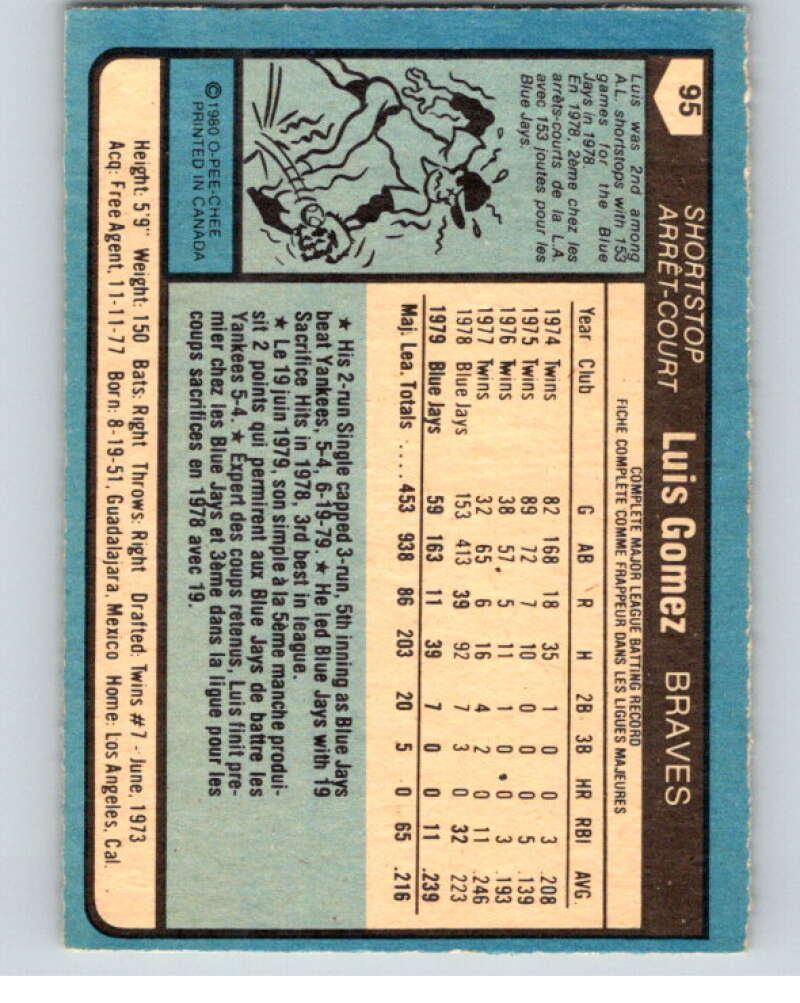 95
SHORTSTOP
ARRÊT-COURT
Luis Gomez
BRAVES
Luis was 2nd among
A.L. shortstops with 153
games for the Blue
Jays in 1978.
En 1978, 2ème chez les
arrêts-courts de la L.A.
avec 153 joutes pour les
Blue Jays.
©1980 O-PEE-CHEE
PRINTED IN CANADA
COMPLETE MAJOR LEAGUE BATTING RECORD
FICHE COMPLÈTE COMME FRAPPEUR DANS LES LIGUES MAJEURES
Year Club G AB R H 2B 3B HR RBI AVG.
1974 Twins 82 168 18 35 1 0 0 3 .208
1975 Twins 89 72 7 10 0 0 0 5 .139
1976 Twins 38 57 5 11 1 0 0 3 .193
1977 Twins 32 65 6 16 4 2 0 11 .246
1978 Blue Jays 153 413 39 92 7 3 0 32 .223
1979 Blue Jays 59 163 11 39 7 0 0 11 .239
Maj. Lea. Totals .... 453 938 86 203 20 5 0 65 .216
★ His 2-run Single capped 3-run, 5th inning as Blue Jays
beat Yankees, 5-4, 6-19-79. ★ He led Blue Jays with 19
Sacrifice Hits in 1978, 3rd best in league.
★ Le 19 juin 1979, son simple à la 5ème manche produi-
sit 2 points qui permirent aux Blue Jays de battre les
Yankees 5-4. ★ Expert des coups retenus, Luis finit pre-
mier chez les Blue Jays et 3ème dans la ligue pour les
coups sacrifices en 1978 avec 19.
Height: 5'9" Weight: 150 Bats: Right Throws: Right Drafted: Twins #7 - June, 1973
Acq: Free Agent, 11-11-77 Born: 8-19-51, Guadalajara, Mexico Home: Los Angeles, Cal.